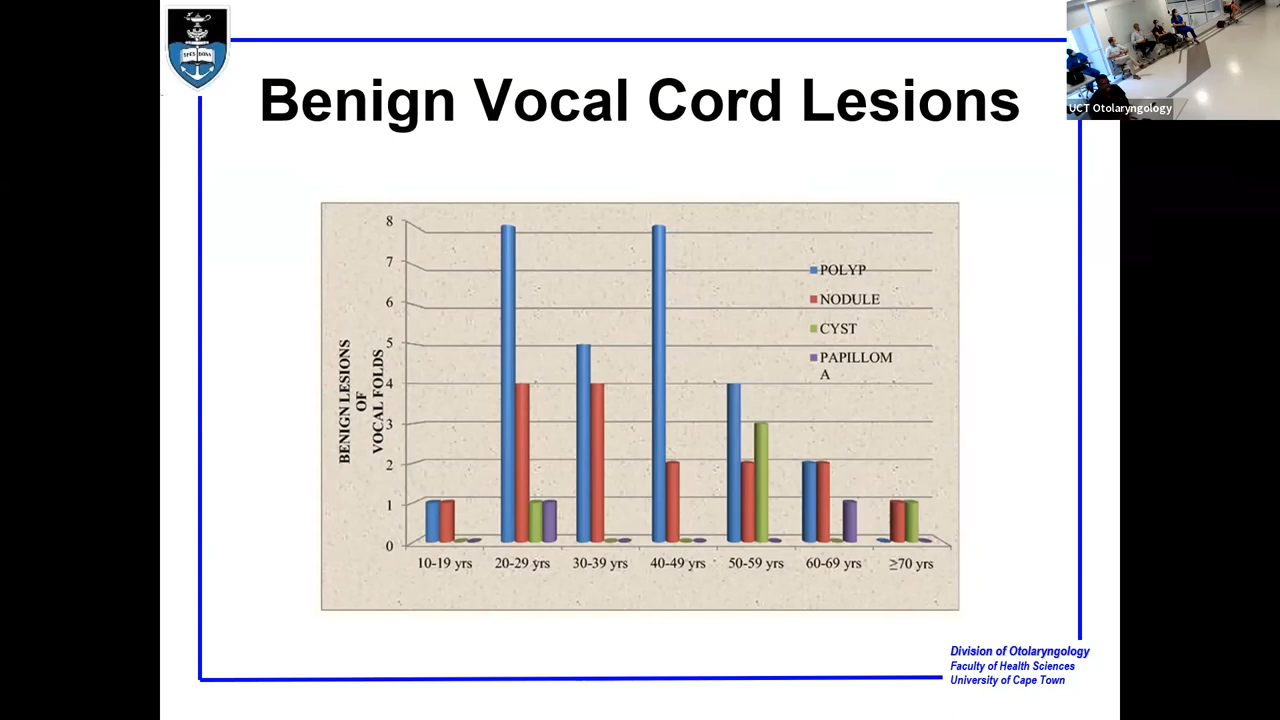 SPES BONA
Benign Vocal Cord Lesions
UCT Otolaryngology
BENIGN LESIONS
OF
VOCAL FOLDS
8
7
6
5
4
3
2
1
0
POLYP
NODULE
CYST
PAPILLOM
A
10-19 yrs
20-29 yrs
30-39 yrs
40-49 yrs
50-59 yrs
60-69 yrs
≥70 yrs
Division of Otolaryngology
Faculty of Health Sciences
University of Cape Town